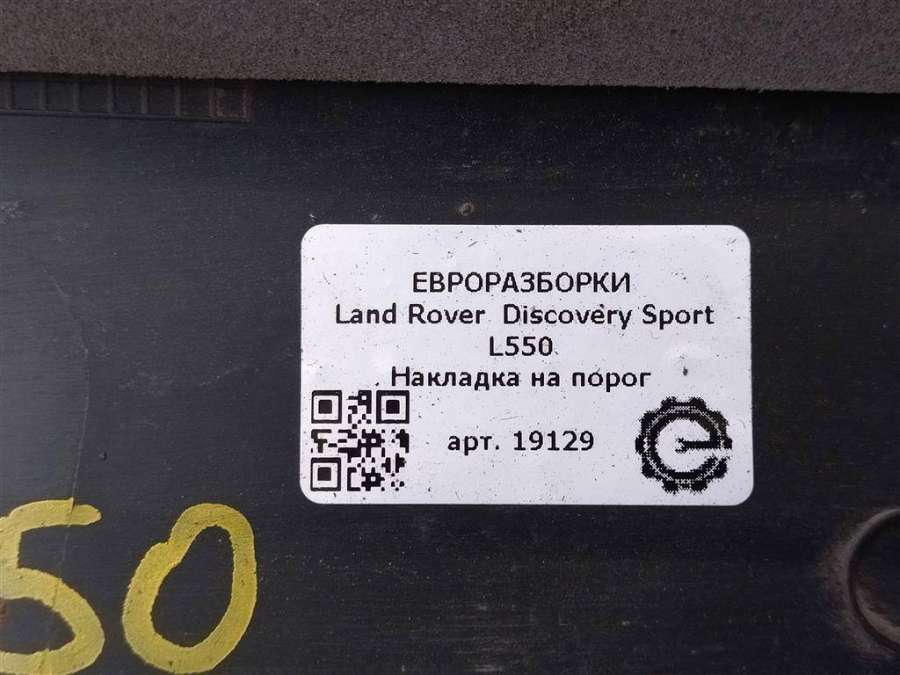 ЕВРОРАЗБОРКИ
Land Rover Discovery Sport
L550
Накладка на порог
арт. 19129
50